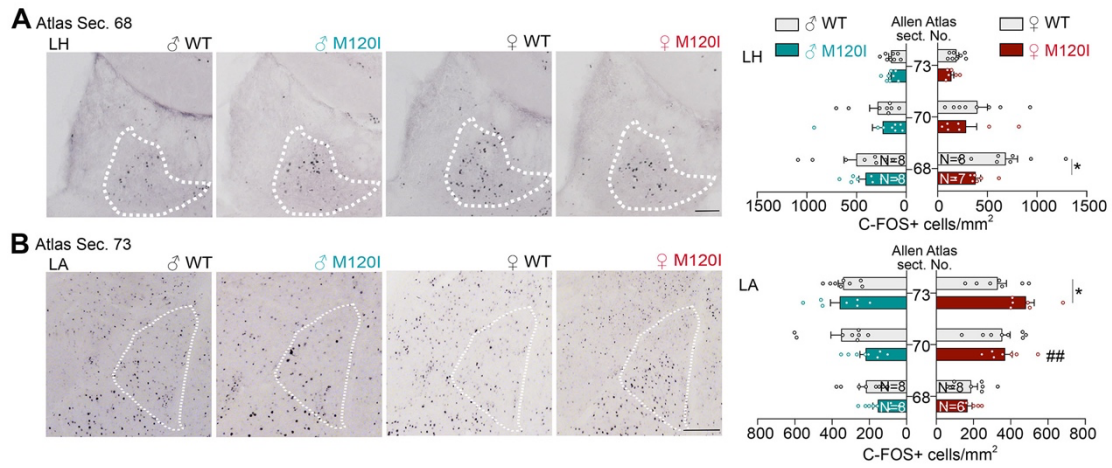 A Atlas Sec. 68
LH ♂ WT ♂ M120I ♀ WT ♀ M120I
♂ WT Allen Atlas sect. No. ♀ WT
♂ M120I ♀ M120I
LH
73
70
68
N=8 N=8
N=7
*
1500 1000 500 0 0 500 1000 1500
C-FOS+ cells/mm²
B Atlas Sec. 73
LA ♂ WT ♂ M120I ♀ WT ♀ M120I
Allen Atlas
sect. No.
LA
73
*
70
##
68
N=8 N=8
N=8 N=6
800 600 400 200 0 0 200 400 600 800
C-FOS+ cells/mm²